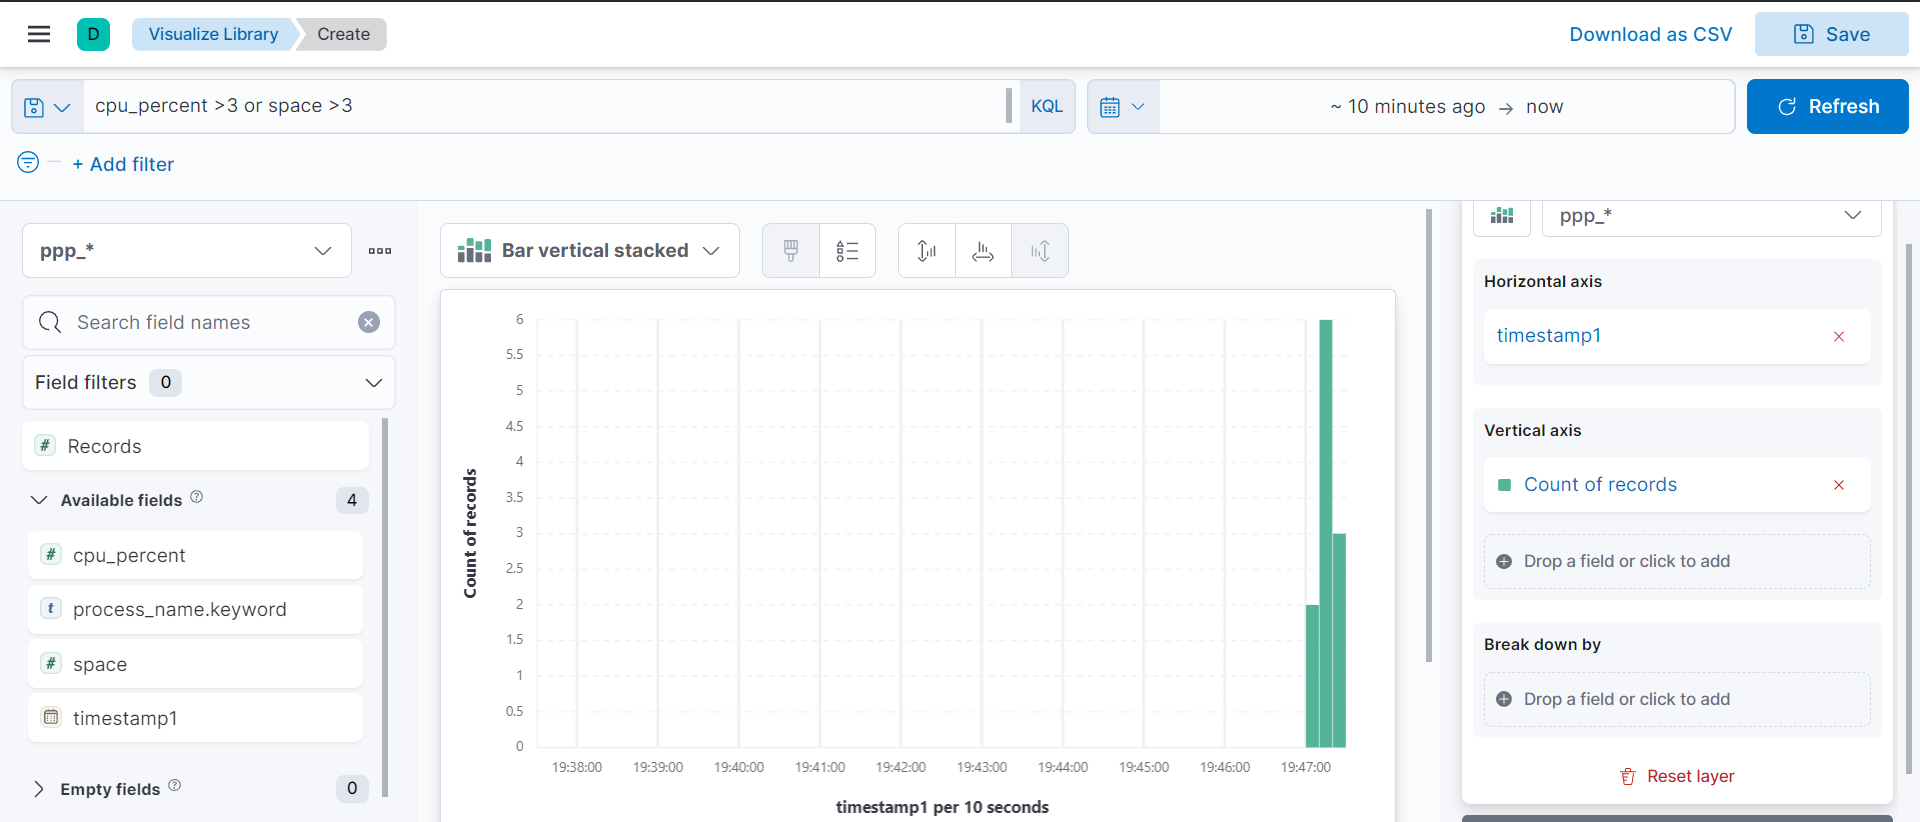 D
Visualize Library
Create
Download as CSV
Save
cpu_percent >3 or space >3
KQL
~ 10 minutes ago → now
Refresh
+ Add filter
ppp_*
Search field names
Field filters 0
# Records
Available fields 4
# cpu_percent
t process_name.keyword
# space
timestamp1
Empty fields 0
Bar vertical stacked
6
5.5
5
4.5
4
3.5
3
2.5
2
1.5
1
0.5
0
Count of records
19:38:00 19:39:00 19:40:00 19:41:00 19:42:00 19:43:00 19:44:00 19:45:00 19:46:00 19:47:00
timestamp1 per 10 seconds
ppp_*
Horizontal axis
timestamp1
Vertical axis
Count of records
Drop a field or click to add
Break down by
Drop a field or click to add
Reset layer